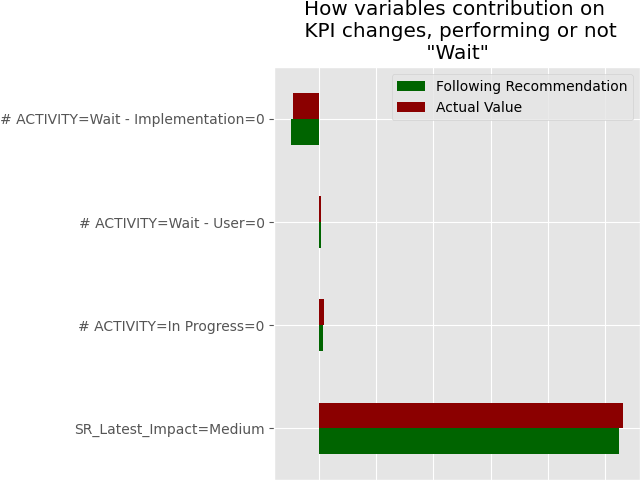 How variables contribution on
KPI changes, performing or not
"Wait"
Following Recommendation
Actual Value
# ACTIVITY=Wait - Implementation=0
# ACTIVITY=Wait - User=0
# ACTIVITY=In Progress=0
SR_Latest_Impact=Medium